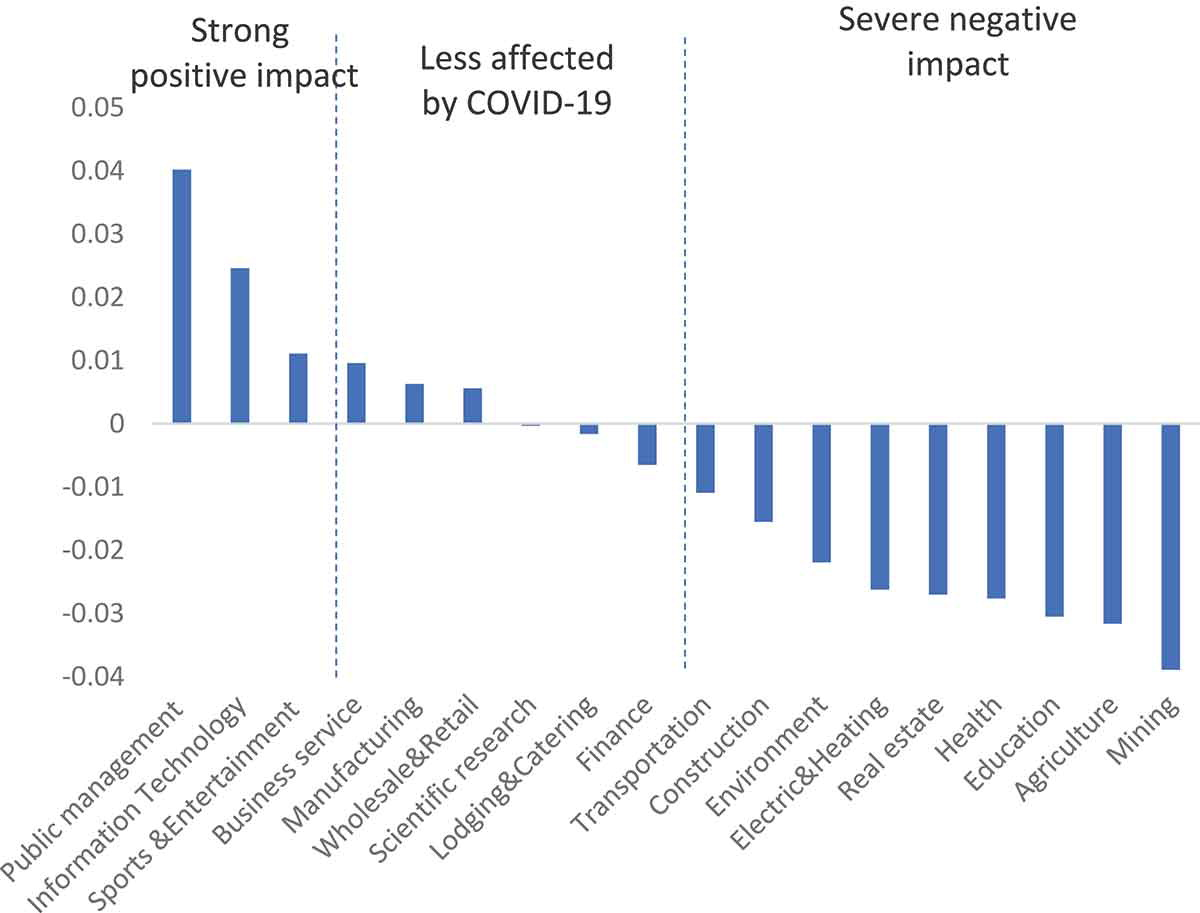 Strong
positive impact
Less affected
by COVID-19
Severe negative
impact
0.05
0.04
0.03
0.02
0.01
0
-0.01
-0.02
-0.03
-0.04
Public management
Information Technology
Sports &Entertainment
Business service
Manufacturing
Wholesale&Retail
Scientific research
Lodging&Catering
Finance
Transportation
Construction
Environment
Electric&Heating
Real estate
Health
Education
Agriculture
Mining